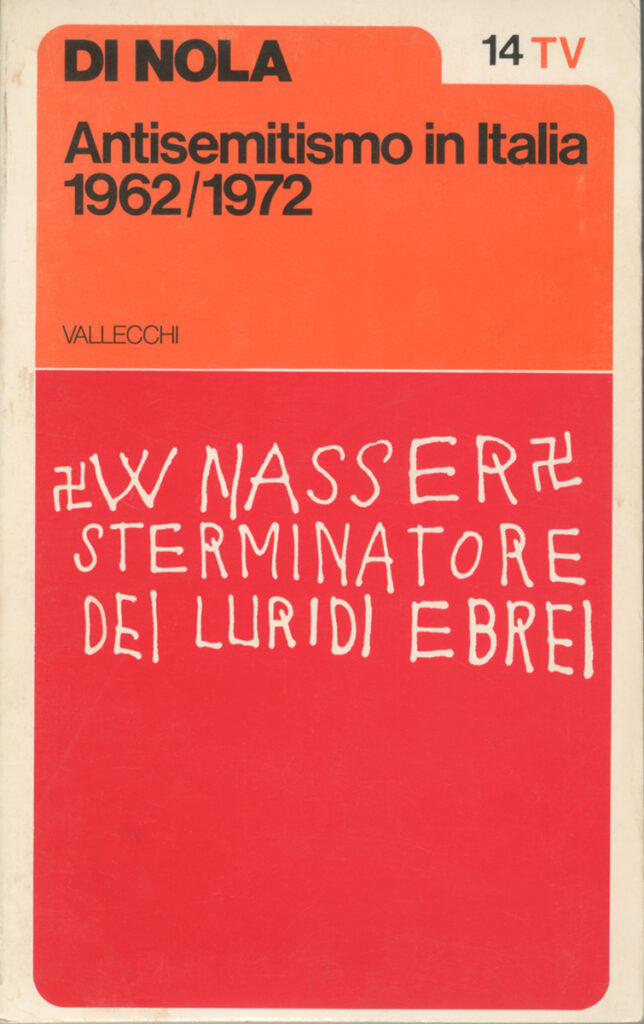 DI NOLA
14 TV
Antisemitismo in Italia
1962/1972
VALLECCHI
W NASSER
STERMINATORE
DEI LURIDI EBREI